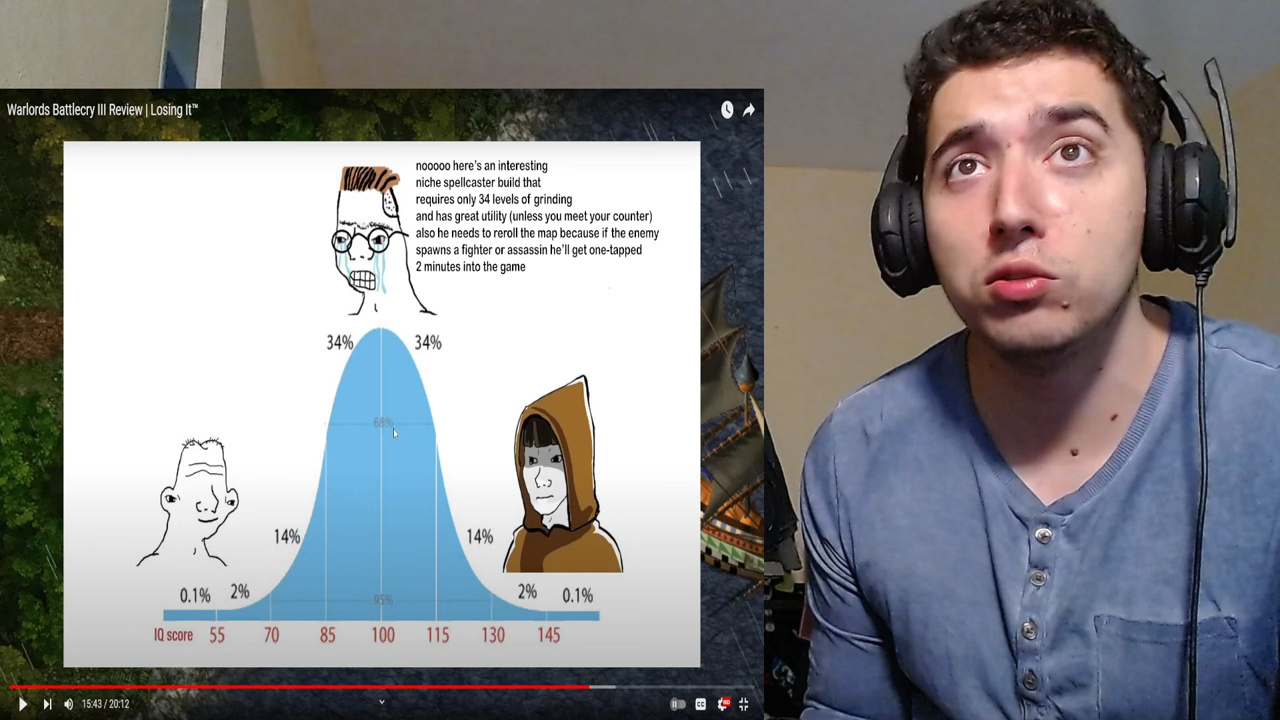 Warlords Battlecry III Review | Losing It™
nooooo here's an interesting
niche spellcaster build that
requires only 34 levels of grinding
and has great utility (unless you meet your counter)
also he needs to reroll the map because if the enemy
spawns a fighter or assassin he'll get one-tapped
2 minutes into the game
34% 34%
68%
14% 14%
0.1% 2% 95% 2% 0.1%
IQ score 55 70 85 100 115 130 145
15:43 / 20:12
CC HD